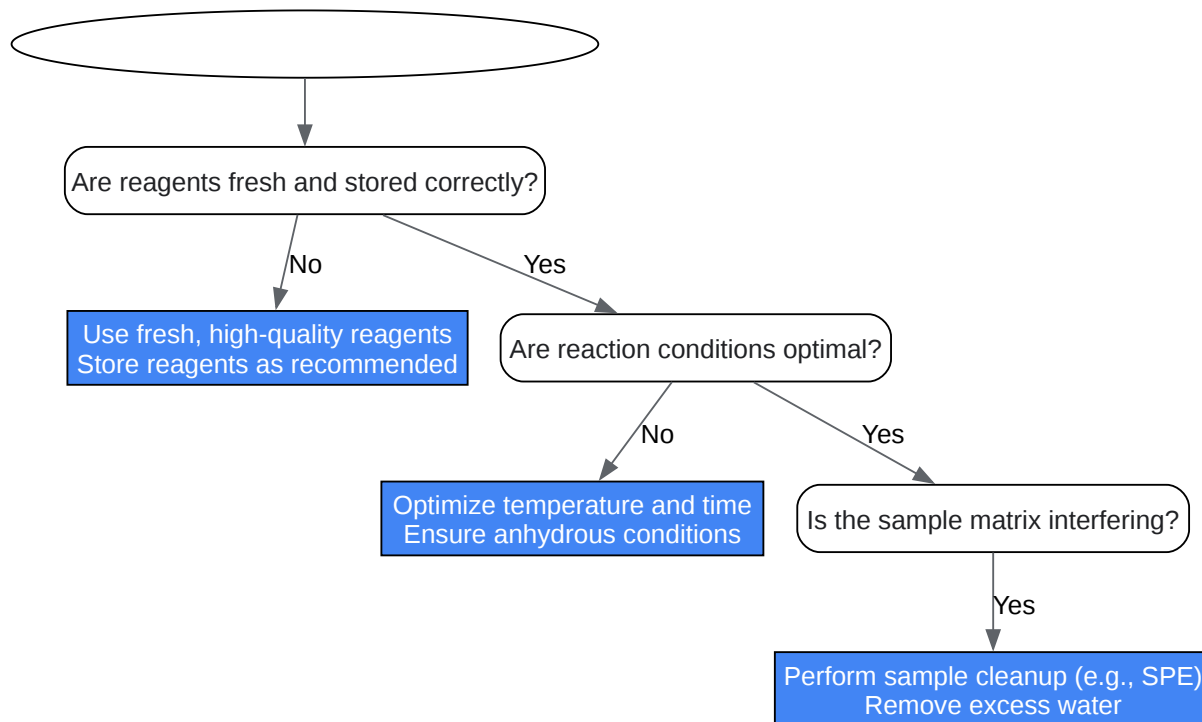 Are reagents fresh and stored correctly?
No
Yes
Use fresh, high-quality reagents
Store reagents as recommended
Are reaction conditions optimal?
No
Yes
Optimize temperature and time
Ensure anhydrous conditions
Is the sample matrix interfering?
Yes
Perform sample cleanup (e.g., SPE)
Remove excess water